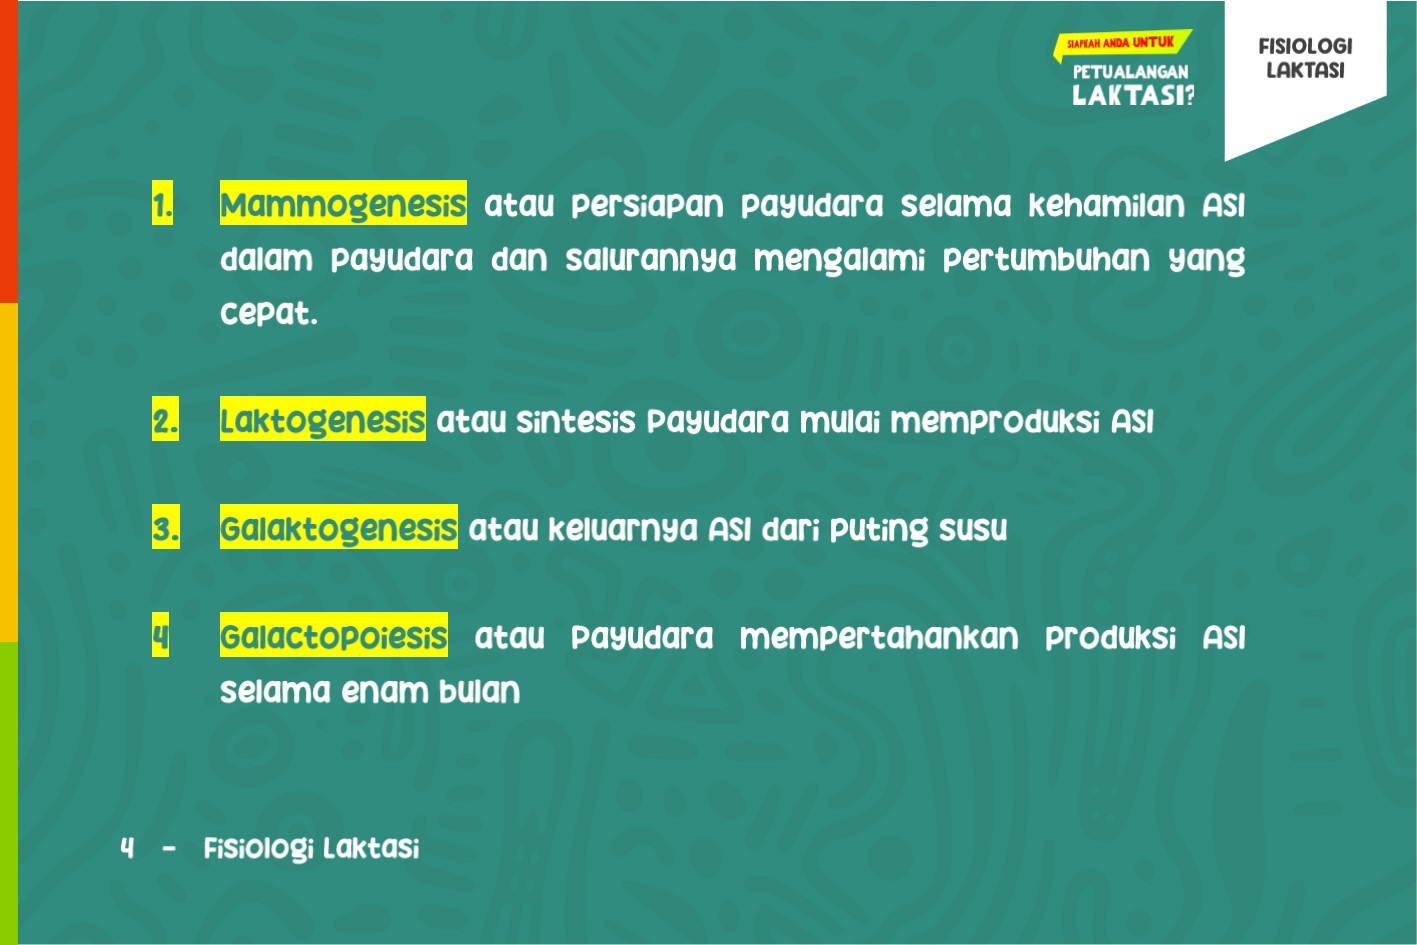 SIAPKAH ANDA UNTUK
PETUALANGAN
LAKTASI?
FISIOLOGI
LAKTASI
1. Mammogenesis atau persiapan payudara selama kehamilan ASI
dalam payudara dan salurannya mengalami pertumbuhan yang
cepat.
2. Laktogenesis atau sintesis Payudara mulai memproduksi ASI
3. Galaktogenesis atau keluarnya ASI dari puting susu
4 Galactopoiesis atau Payudara mempertahankan produksi ASI
selama enam bulan
4 - Fisiologi Laktasi